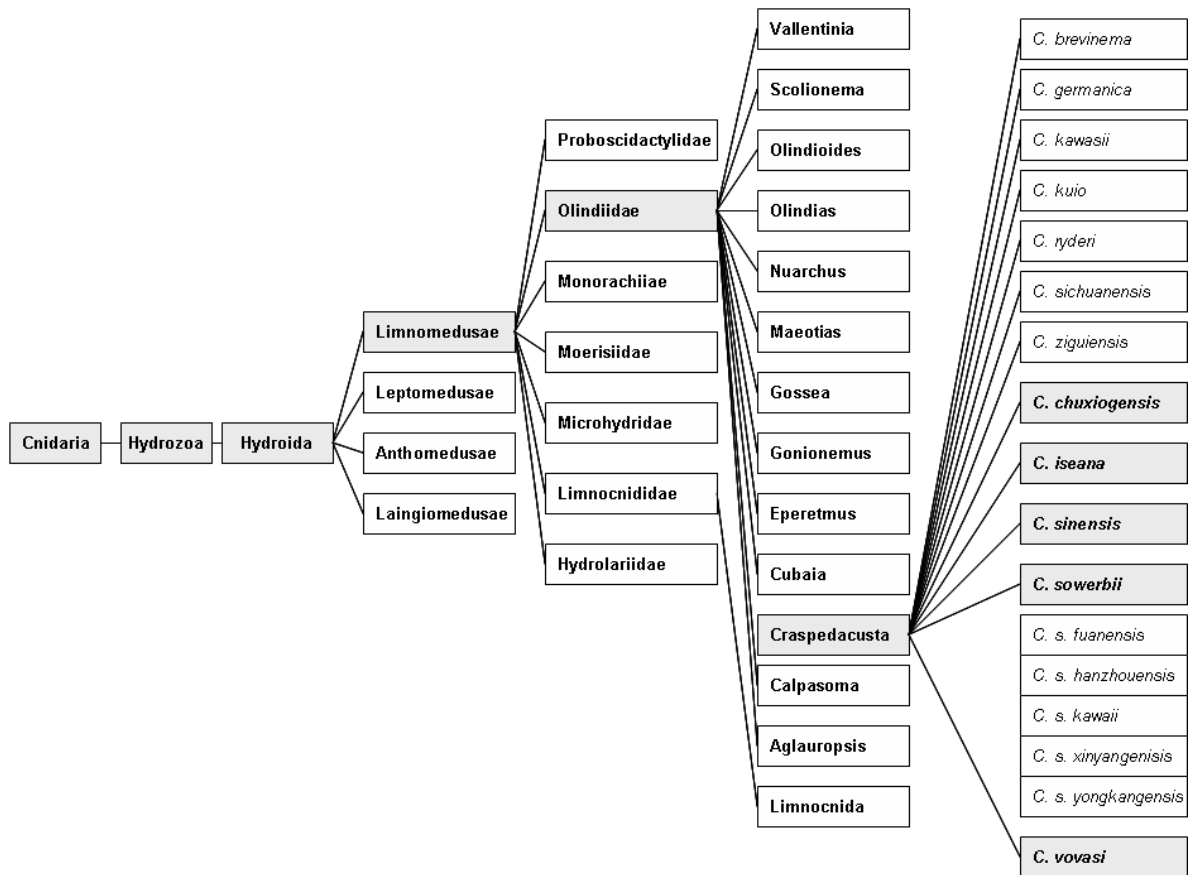 Cnidaria
Hydrozoa
Hydroida
Limnomedusae
Leptomedusae
Anthomedusae
Laingiomedusae
Proboscidactylidae
Olindiidae
Monorachiiae
Moerisiidae
Microhydridae
Limnocnididae
Hydrolariidae
Vallentinia
Scolionema
Olindioides
Olindias
Nuarchus
Maeotias
Gossea
Gonionemus
Eperetmus
Cubaia
Craspedacusta
Calpasoma
Aglauropsis
Limnocnida
C. brevinema
C. germanica
C. kawasii
C. kuio
C. ryderi
C. sichuanensis
C. ziguiensis
C. chuxiogensis
C. iseana
C. sinensis
C. sowerbii
C. s. fuanensis
C. s. hanzhouensis
C. s. kawaii
C. s. xinyangenisis
C. s. yongkangensis
C. vovasi